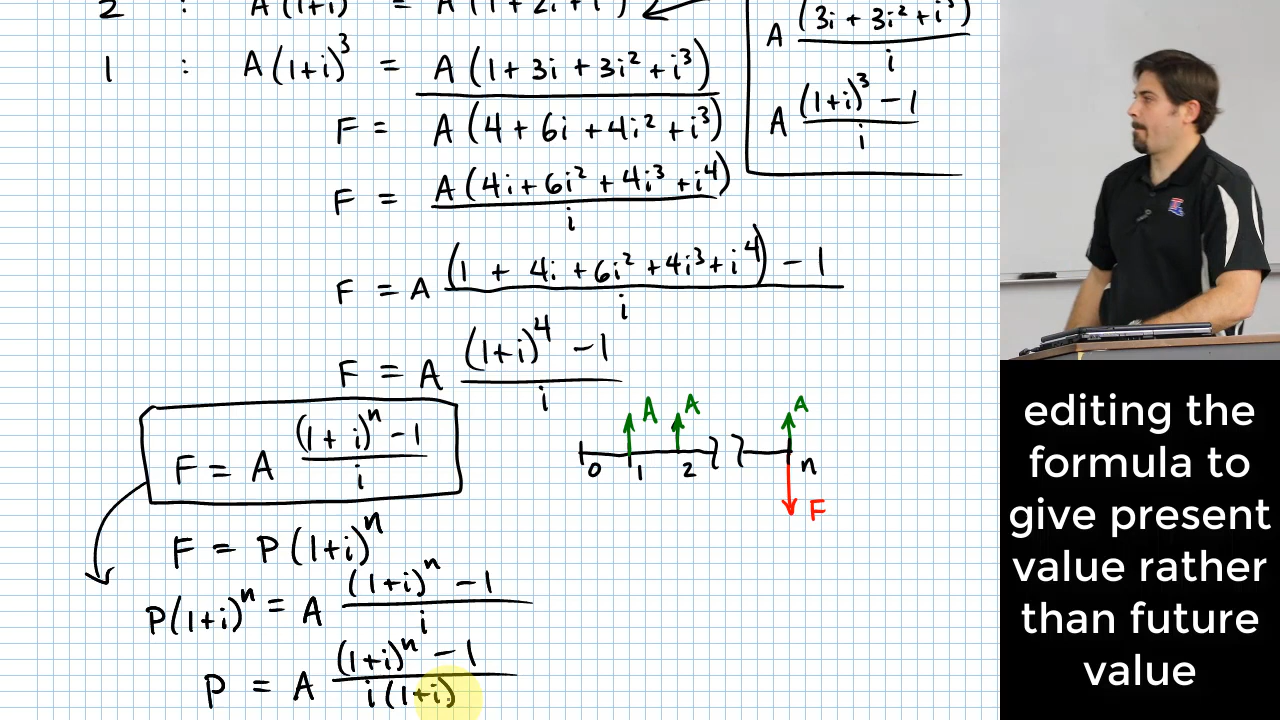 2 : A(1+i)² = A(1+2i+i²)
A (3i + 3i² + i³) / i
1 : A(1+i)³ = A(1 + 3i + 3i² + i³)
A ((1+i)³ - 1) / i
F = A(4 + 6i + 4i² + i³)
F = A(4i + 6i² + 4i³ + i⁴) / i
F = A ((1 + 4i + 6i² + 4i³ + i⁴) - 1) / i
F = A ((1+i)⁴ - 1) / i
A A A
0 1 2 n
F
F = A ((1 + i)ⁿ - 1) / i
F = P(1+i)ⁿ
P(1+i)ⁿ = A ((1+i)ⁿ - 1) / i
P = A ((1+i)ⁿ - 1) / i(1+i)
editing the
formula to
give present
value rather
than future
value